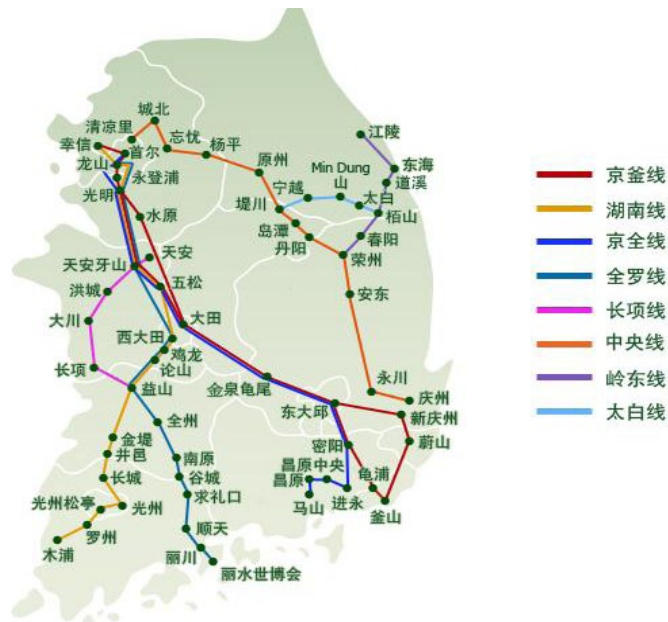 城北
清凉里
忘忧
杨平
幸信
首尔
龙山
永登浦
光明
水原
原州
宁越
Min Dung
山
太白
江陵
东海
道溪
栢山
堤川
岛潭
丹阳
春阳
荣州
天安
天安牙山
五松
洪城
大川
长项
安东
大田
西大田
鸡龙
论山
益山
金泉龟尾
永川
庆州
东大邱
新庆州
蔚山
密阳
龟浦
釜山
昌原中央
昌原
马山
进永
全州
金堤
井邑
长城
南原
谷城
求礼口
光州松亭
光州
罗州
木浦
顺天
丽川
丽水世博会
京釜线
湖南线
京全线
全罗线
长项线
中央线
岭东线
太白线